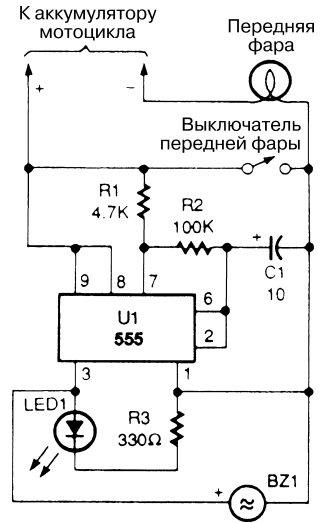 К аккумулятору
мотоцикла
Передняя
фара
+
−
Выключатель
передней фары
R1
4.7K
R2
100K
+
C1
10
9
8
7
6
U1
555
2
3
1
LED1
R3
330Ω
BZ1
+
≈